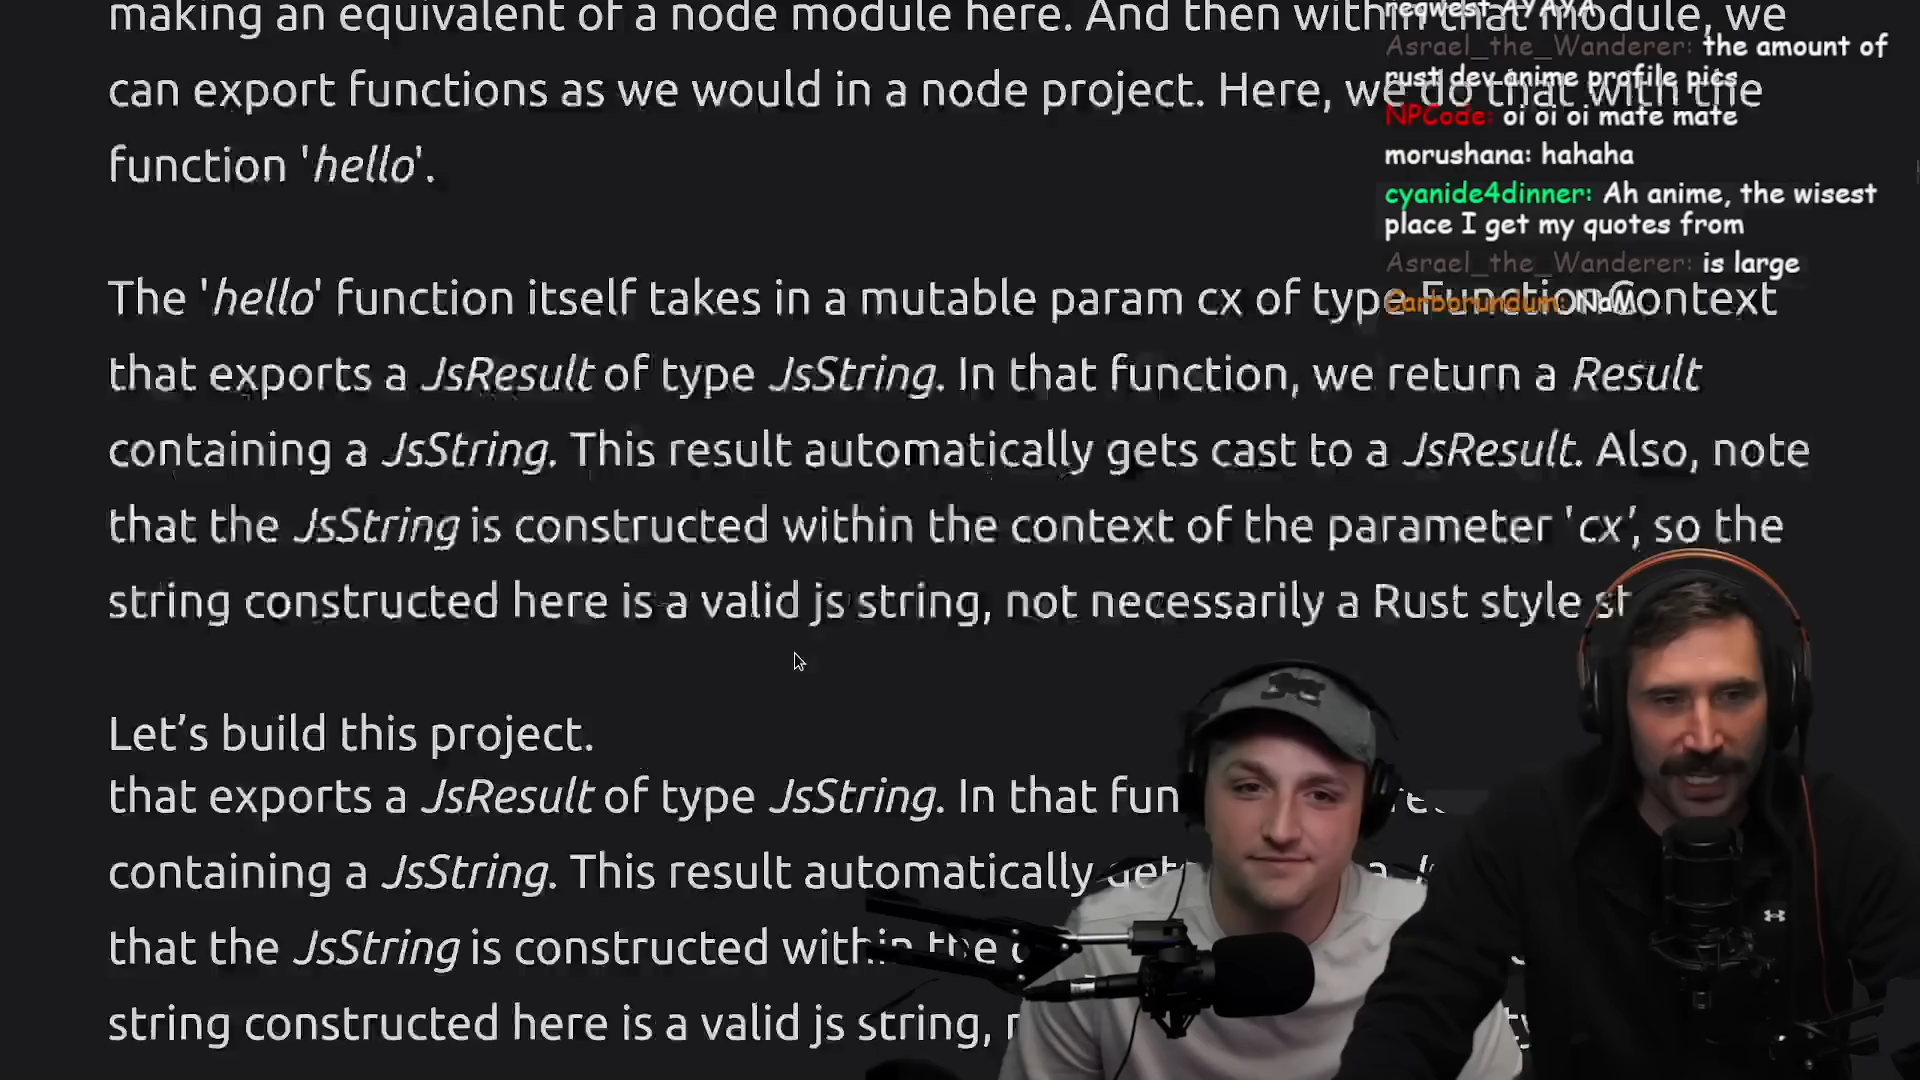 making an equivalent of a node module here. And then within that module, we
can export functions as we would in a node project. Here, we do that with the
function 'hello'.
The 'hello' function itself takes in a mutable param cx of type FunctionContext
that exports a JsResult of type JsString. In that function, we return a Result
containing a JsString. This result automatically gets cast to a JsResult. Also, note
that the JsString is constructed within the context of the parameter 'cx’, so the
string constructed here is a valid js string, not necessarily a Rust style
Let’s build this project.
that exports a JsResult of type JsString. In that
containing a JsString. This result automatically
that the JsString is constructed within the
string constructed here is a valid js string,
reqwest AYAYA
Asrael_the_Wanderer: the amount of
rust dev anime profile pics
NPCode: oi oi oi mate mate
morushana: hahaha
cyanide4dinner: Ah anime, the wisest
place I get my quotes from
Asrael_the_Wanderer: is large
Carborundum: NaM